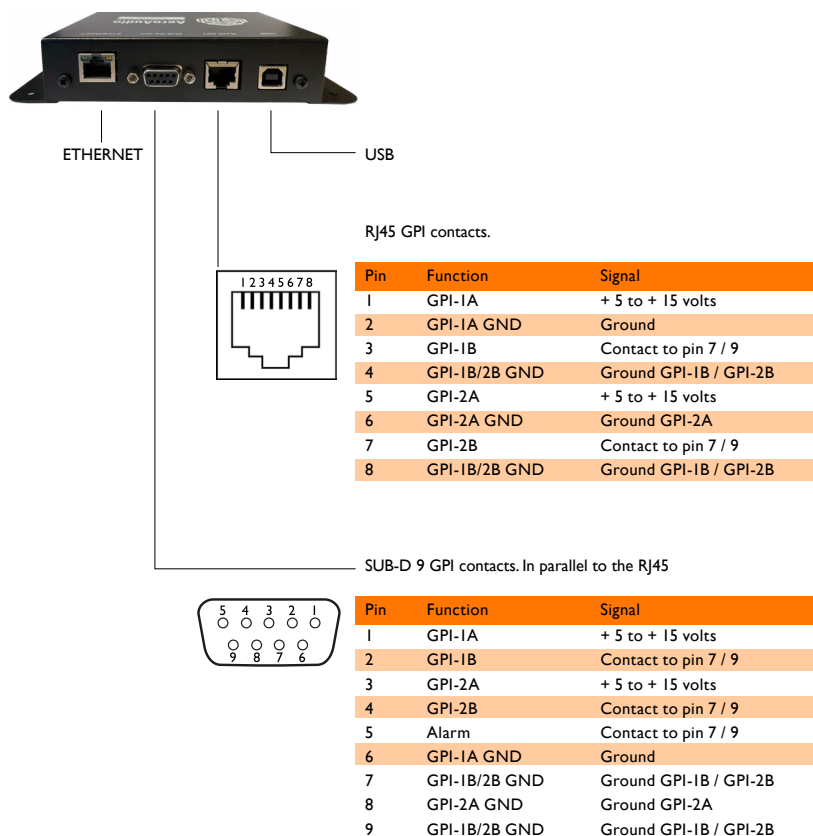 AeroAudio
ETHERNET
USB
RJ45 GPI contacts.
1 2 3 4 5 6 7 8
Pin Function Signal
1 GPI-1A + 5 to + 15 volts
2 GPI-1A GND Ground
3 GPI-1B Contact to pin 7 / 9
4 GPI-1B/2B GND Ground GPI-1B / GPI-2B
5 GPI-2A + 5 to + 15 volts
6 GPI-2A GND Ground GPI-2A
7 GPI-2B Contact to pin 7 / 9
8 GPI-1B/2B GND Ground GPI-1B / GPI-2B
SUB-D 9 GPI contacts. In parallel to the RJ45
5 4 3 2 1
9 8 7 6
Pin Function Signal
1 GPI-1A + 5 to + 15 volts
2 GPI-1B Contact to pin 7 / 9
3 GPI-2A + 5 to + 15 volts
4 GPI-2B Contact to pin 7 / 9
5 Alarm Contact to pin 7 / 9
6 GPI-1A GND Ground
7 GPI-1B/2B GND Ground GPI-1B / GPI-2B
8 GPI-2A GND Ground GPI-2A
9 GPI-1B/2B GND Ground GPI-1B / GPI-2B